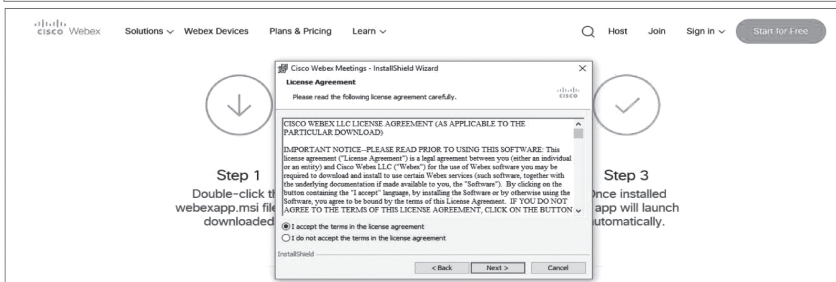 cisco Webex Solutions Webex Devices Plans & Pricing Learn Host Join Sign in Start for Free
Cisco Webex Meetings - InstallShield Wizard
License Agreement
Please read the following license agreement carefully.
cisco
CISCO WEBEX LLC LICENSE AGREEMENT (AS APPLICABLE TO THE
PARTICULAR DOWNLOAD)
IMPORTANT NOTICE--PLEASE READ PRIOR TO USING THIS SOFTWARE: This
license agreement ("License Agreement") is a legal agreement between you (either an individual
or an entity) and Cisco Webex LLC ("Webex") for the use of Webex software you may be
required to download and install to use certain Webex services (such software, together with
the underlying documentation if made available to you, the "Software"). By clicking on the
button containing the "I accept" language, by installing the Software or by otherwise using the
Software, you agree to be bound by the terms of this License Agreement. IF YOU DO NOT
AGREE TO THE TERMS OF THIS LICENSE AGREEMENT, CLICK ON THE BUTTON
I accept the terms in the license agreement
I do not accept the terms in the license agreement
InstallShield
< Back Next > Cancel
Step 1
Double-click
webexapp.msi file
downloaded
Step 3
Once installed
app will launch
automatically.